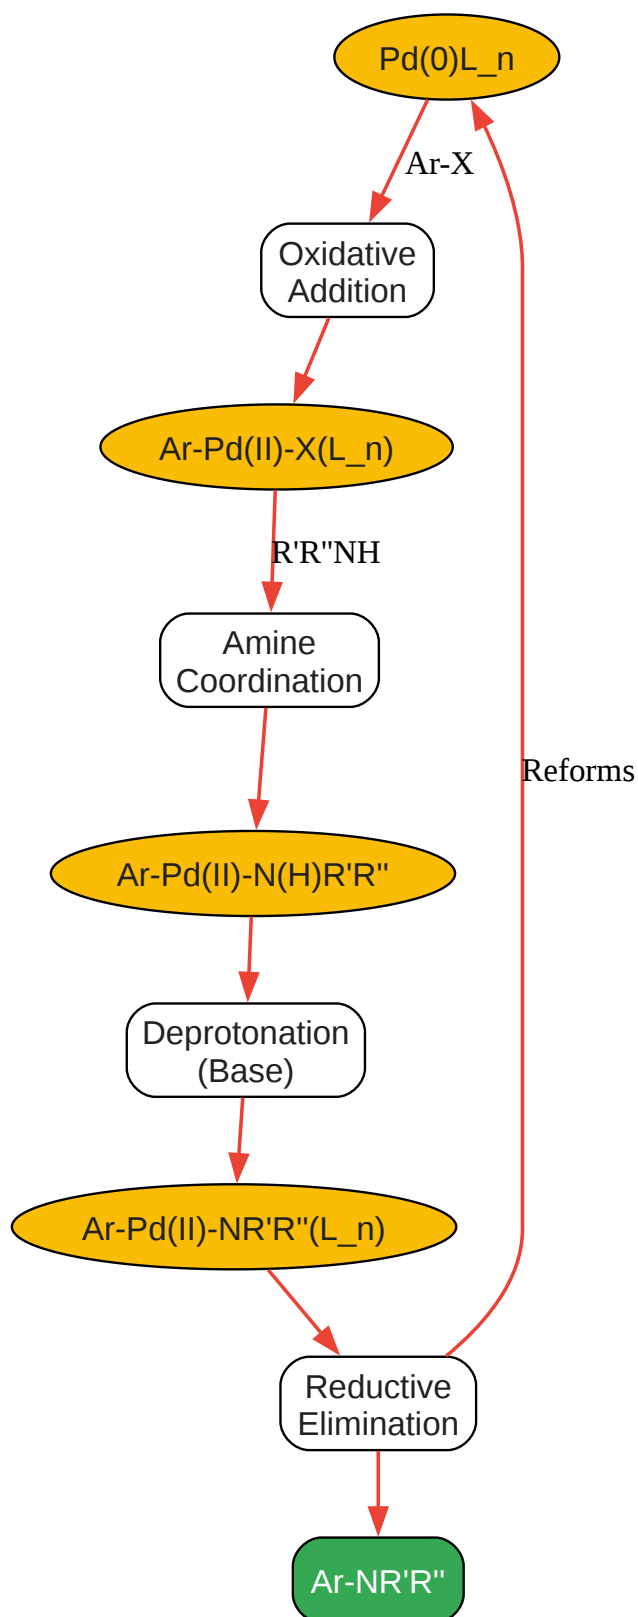 Pd(0)L_n
Ar-X
Oxidative
Addition
Ar-Pd(II)-X(L_n)
R'R"NH
Amine
Coordination
Reforms
Ar-Pd(II)-N(H)R'R"
Deprotonation
(Base)
Ar-Pd(II)-NR'R"(L_n)
Reductive
Elimination
Ar-NR'R"